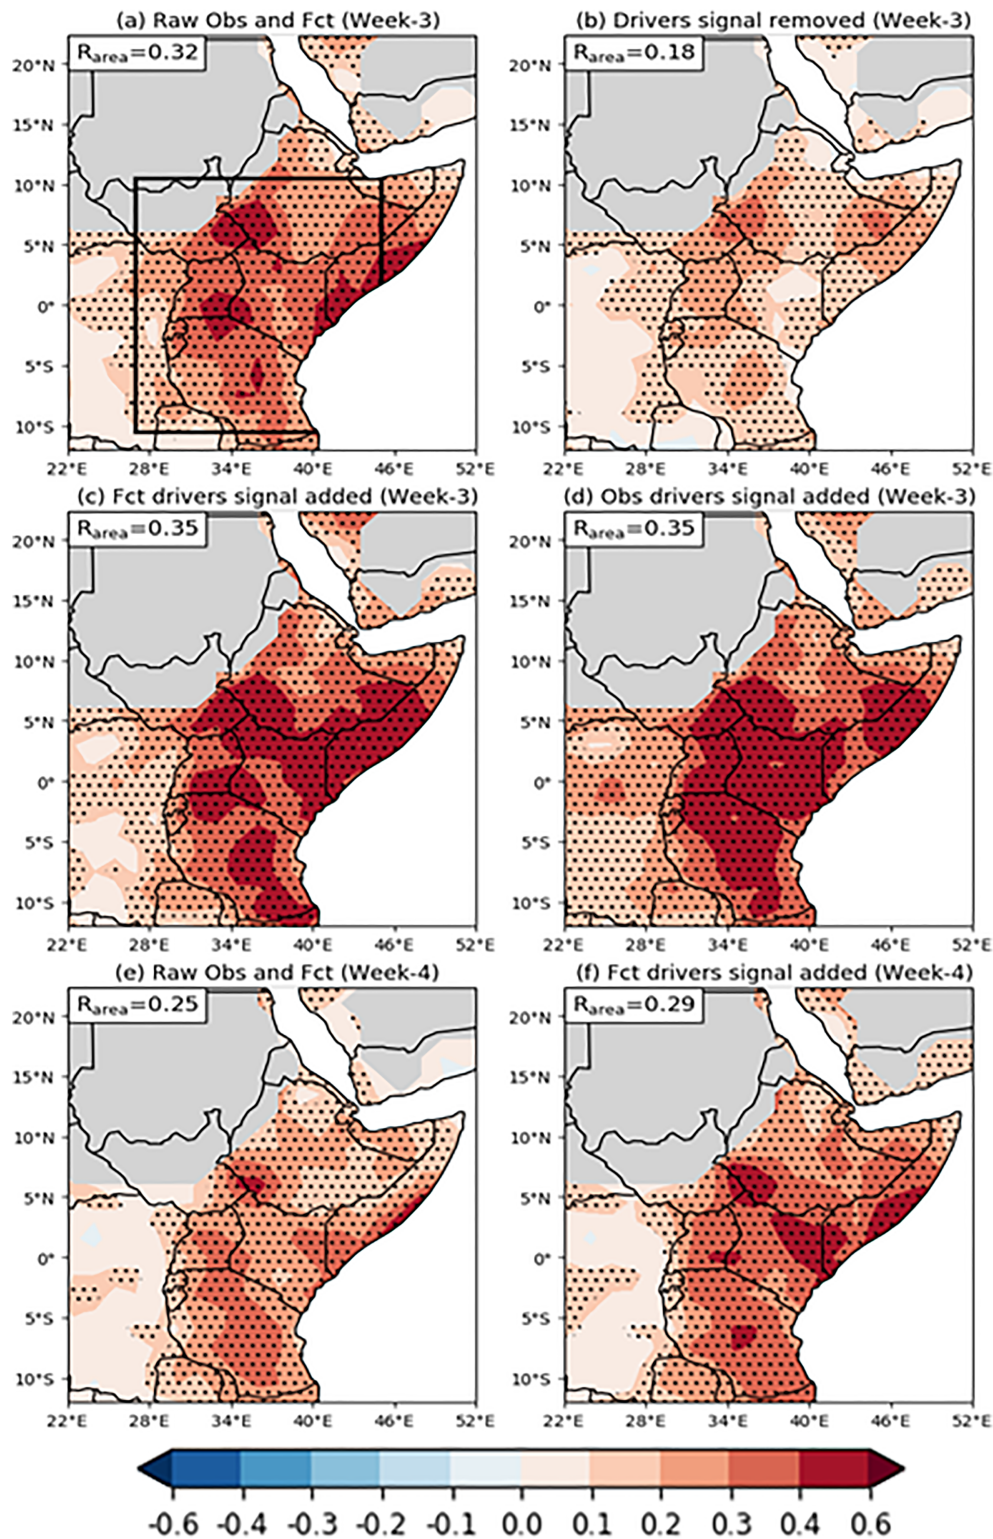 (a) Raw Obs and Fct (Week-3)
(b) Drivers signal removed (Week-3)
R_area=0.32
R_area=0.18
20°N
20°N
15°N
15°N
10°N
10°N
5°N
5°N
0°
0°
5°S
5°S
10°S
10°S
22°E 28°E 34°E 40°E 46°E 52°E
22°E 28°E 34°E 40°E 46°E 52°E
(c) Fct drivers signal added (Week-3)
(d) Obs drivers signal added (Week-3)
R_area=0.35
R_area=0.35
20°N
20°N
15°N
15°N
10°N
10°N
5°N
5°N
0°
0°
5°S
5°S
10°S
10°S
22°E 28°E 34°E 40°E 46°E 52°E
22°E 28°E 34°E 40°E 46°E 52°E
(e) Raw Obs and Fct (Week-4)
(f) Fct drivers signal added (Week-4)
R_area=0.25
R_area=0.29
20°N
20°N
15°N
15°N
10°N
10°N
5°N
5°N
0°
0°
5°S
5°S
10°S
10°S
22°E 28°E 34°E 40°E 46°E 52°E
22°E 28°E 34°E 40°E 46°E 52°E
-0.6 -0.4 -0.3 -0.2 -0.1 0.0 0.1 0.2 0.3 0.4 0.6